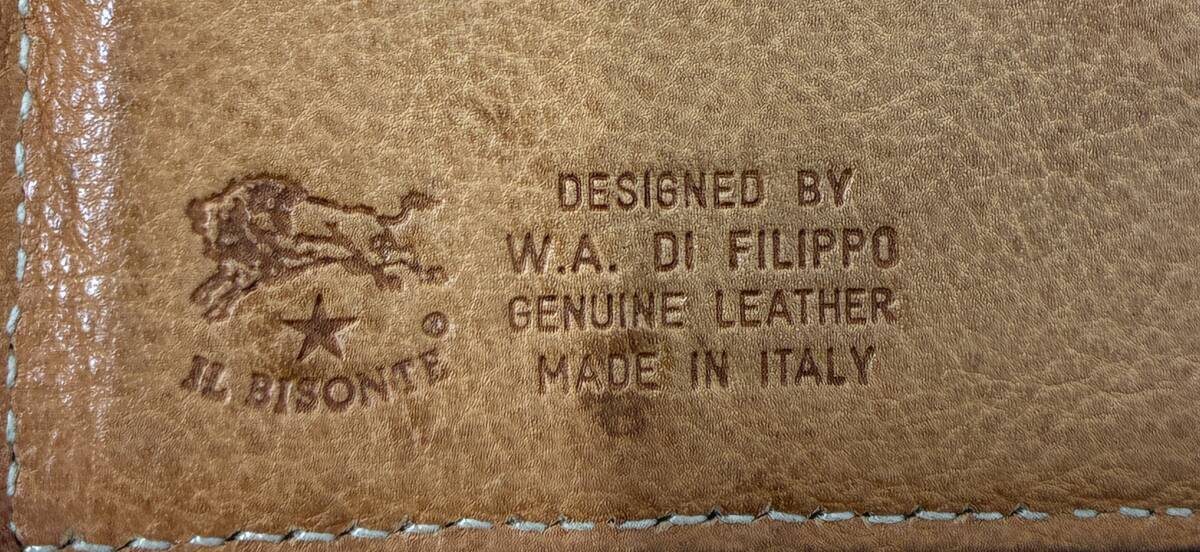 IL BISONTE ®
DESIGNED BY
W.A. DI FILIPPO
GENUINE LEATHER
MADE IN ITALY